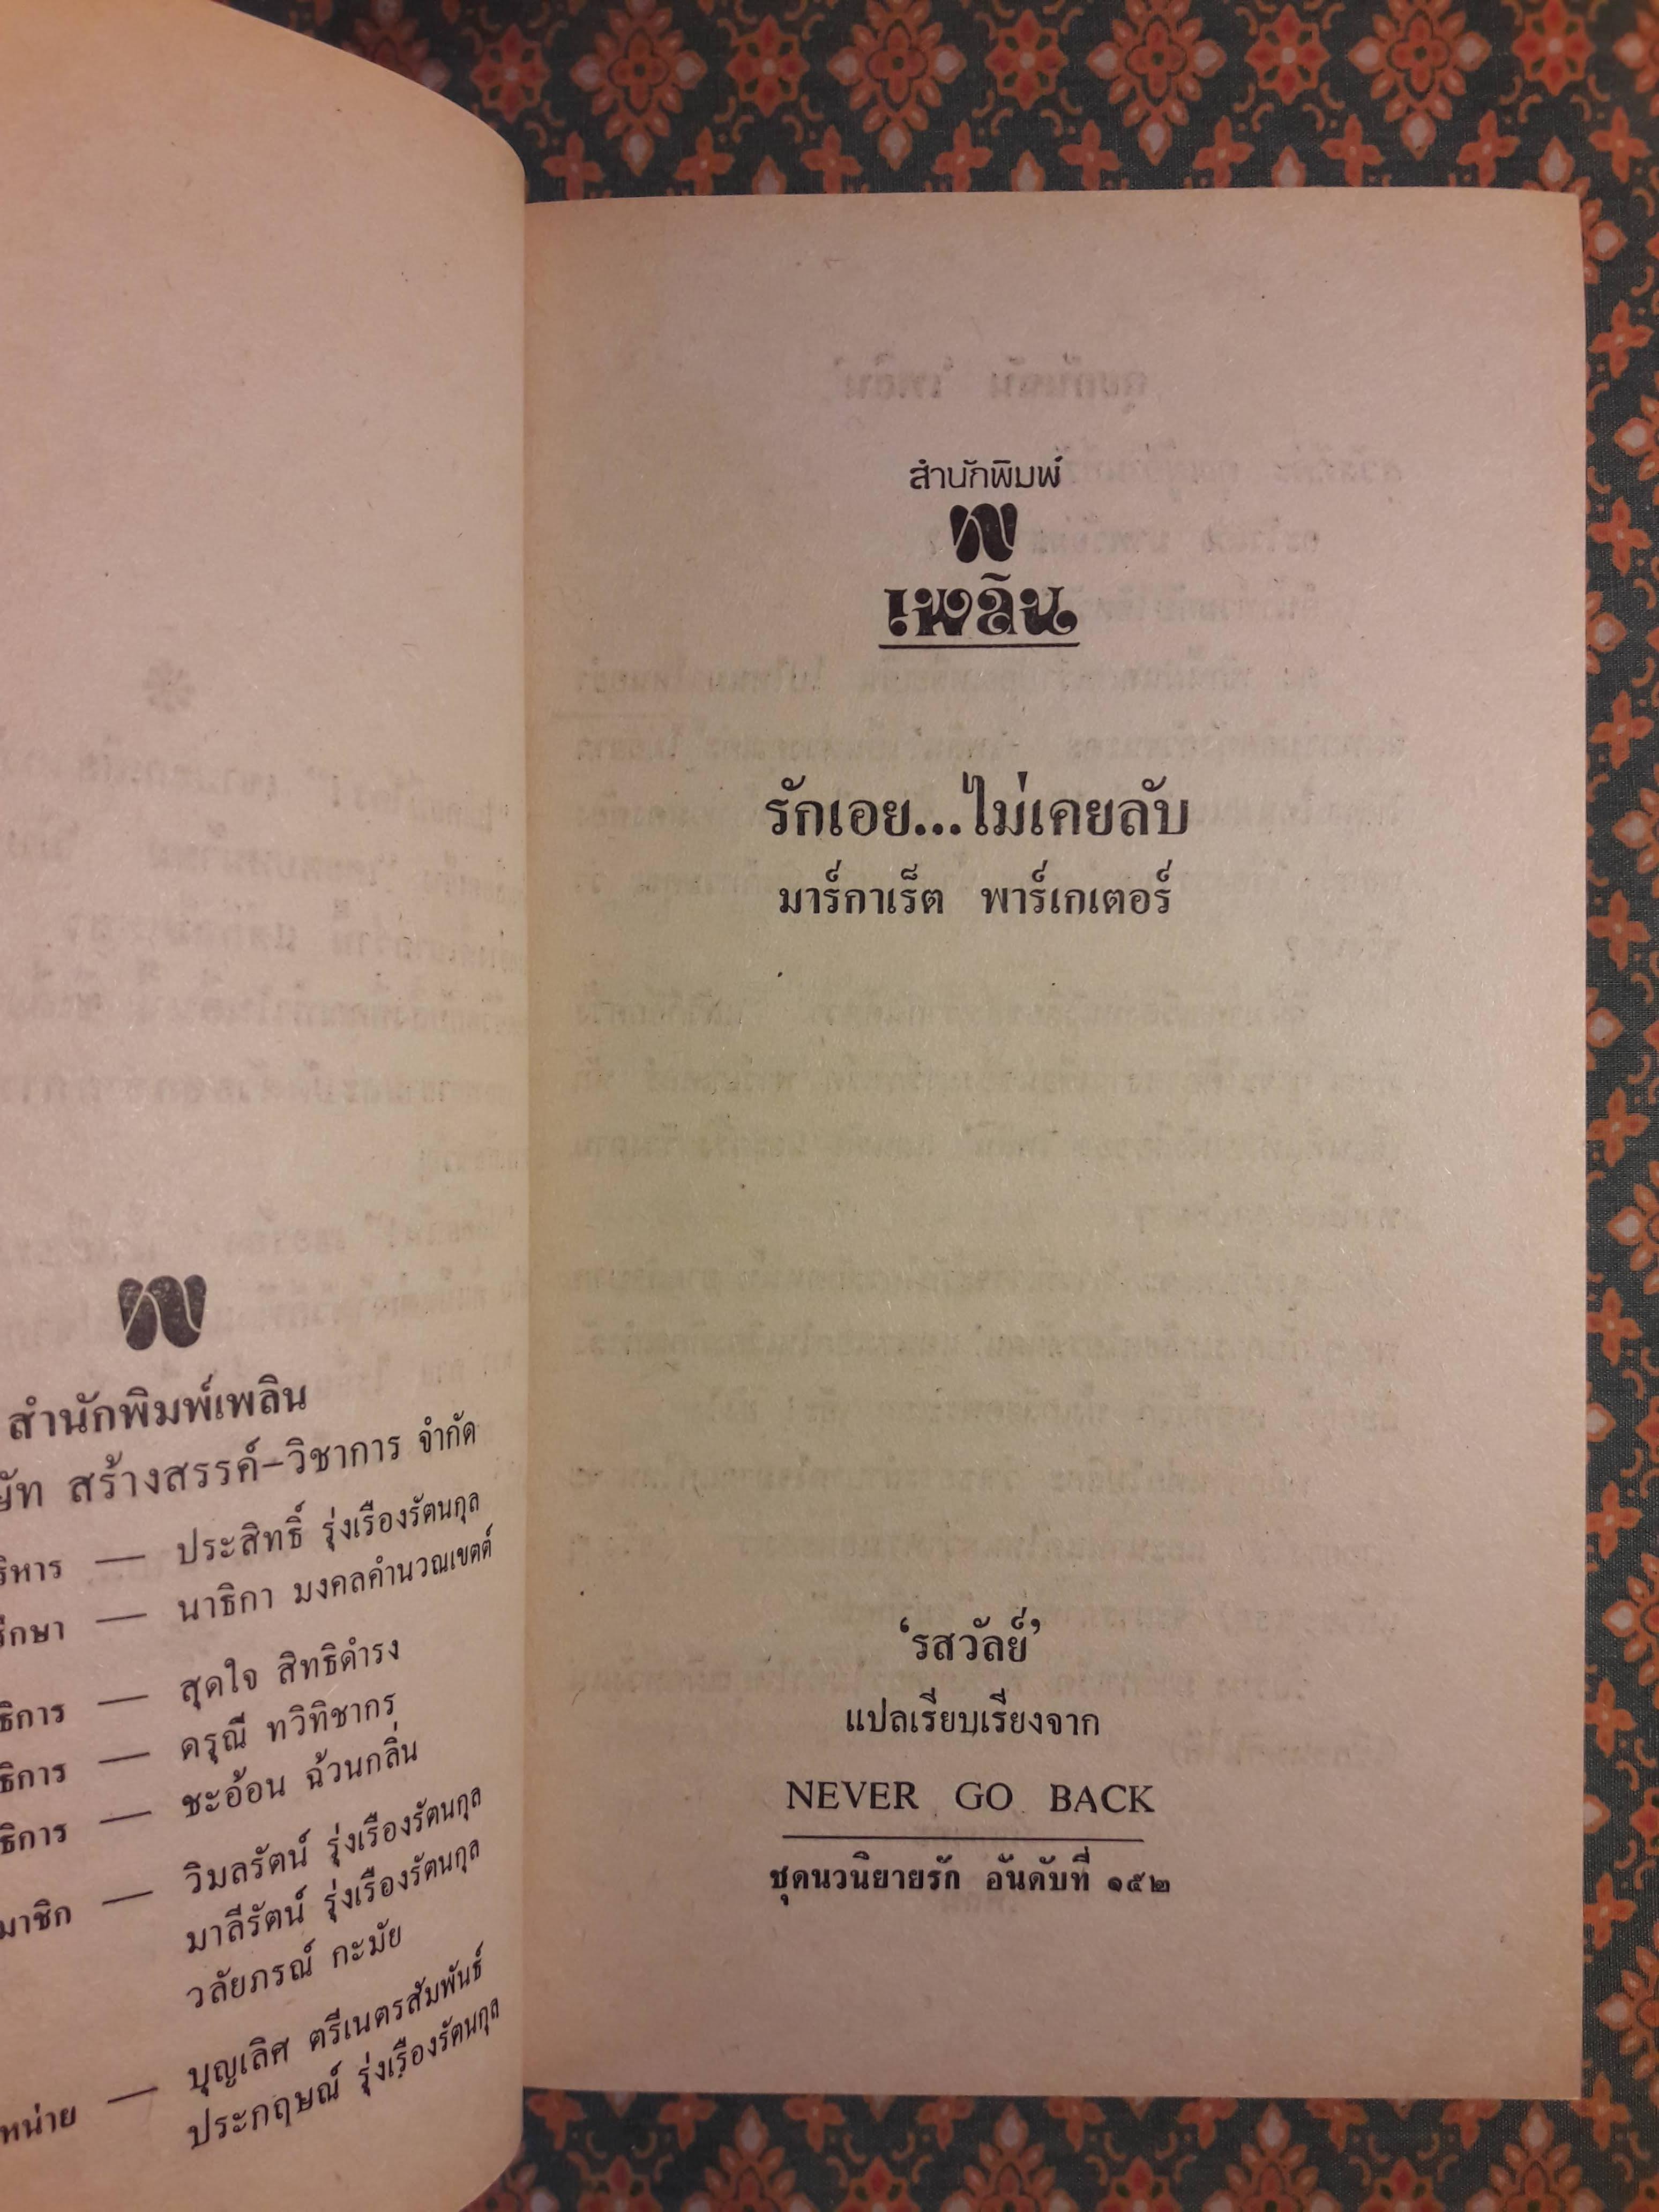 สำนักพิมพ์เพลิน
สร้างสรรค์-วิชาการ จำกัด
— ประสิทธิ์ รุ่งเรืองรัตนกุล
— นาธิกา มงคลคำนวณเขตต์
— สุดใจ สิทธิดำรง
— ดรุณี ทวิทิชากร
— ชะอ้อน ฉ้วนกลิ่น
— วิมลรัตน์ รุ่งเรืองรัตนกุล
มาลีรัตน์ รุ่งเรืองรัตนกุล
วลัยภรณ์ กะมัย
— บุญเลิศ ตรีเนตรสัมพันธ์
ประกฤษณ์ รุ่งเรืองรัตนกุล
สำนักพิมพ์
เพลิน
รักเอย...ไม่เคยลับ
มาร์กาเร็ต พาร์เกเตอร์
‘รสวัลย์’
แปลเรียบเรียงจาก
NEVER GO BACK
ชุดนวนิยายรัก อันดับที่ ๑๕๒